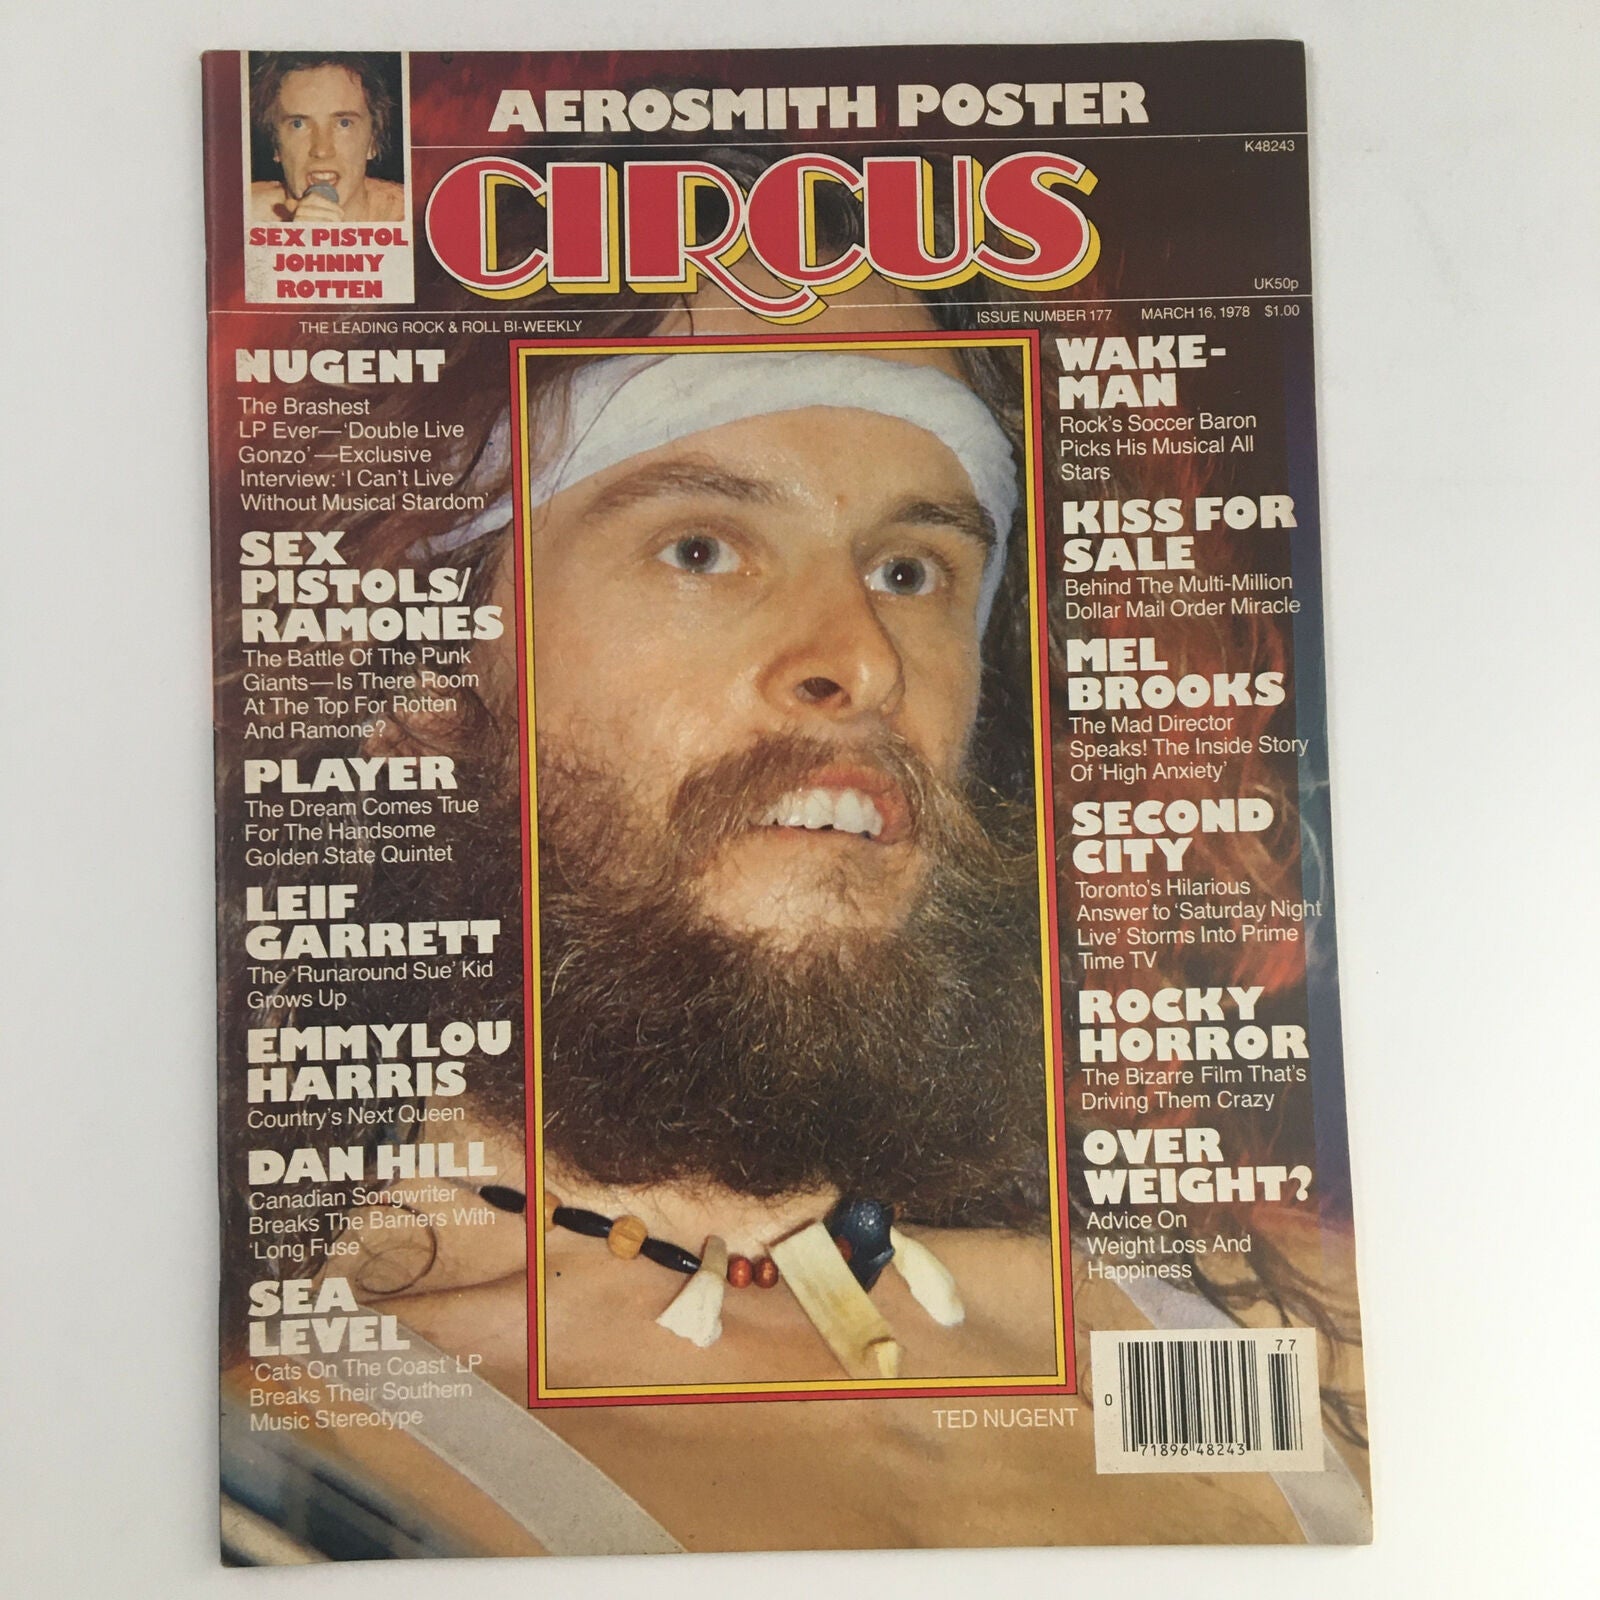 AEROSMITH POSTER
K48243
CIRCUS
SEX PISTOL
JOHNNY
ROTTEN
UK50p
THE LEADING ROCK & ROLL BI-WEEKLY
ISSUE NUMBER 177 MARCH 16, 1978 $1.00
NUGENT
The Brashest
LP Ever—'Double Live
Gonzo'—Exclusive
Interview: 'I Can't Live
Without Musical Stardom'
SEX
PISTOLS/
RAMONES
The Battle Of The Punk
Giants—Is There Room
At The Top For Rotten
And Ramone?
PLAYER
The Dream Comes True
For The Handsome
Golden State Quintet
LEIF
GARRETT
The 'Runaround Sue' Kid
Grows Up
EMMYLOU
HARRIS
Country's Next Queen
DAN HILL
Canadian Songwriter
Breaks The Barriers With
'Long Fuse'
SEA
LEVEL
'Cats On The Coast' LP
Breaks Their Southern
Music Stereotype
WAKE-
MAN
Rock's Soccer Baron
Picks His Musical All
Stars
KISS FOR
SALE
Behind The Multi-Million
Dollar Mail Order Miracle
MEL
BROOKS
The Mad Director
Speaks! The Inside Story
Of 'High Anxiety'
SECOND
CITY
Toronto's Hilarious
Answer to 'Saturday Night
Live' Storms Into Prime
Time TV
ROCKY
HORROR
The Bizarre Film That's
Driving Them Crazy
OVER
WEIGHT?
Advice On
Weight Loss And
Happiness
TED NUGENT
77
0
71896 48243